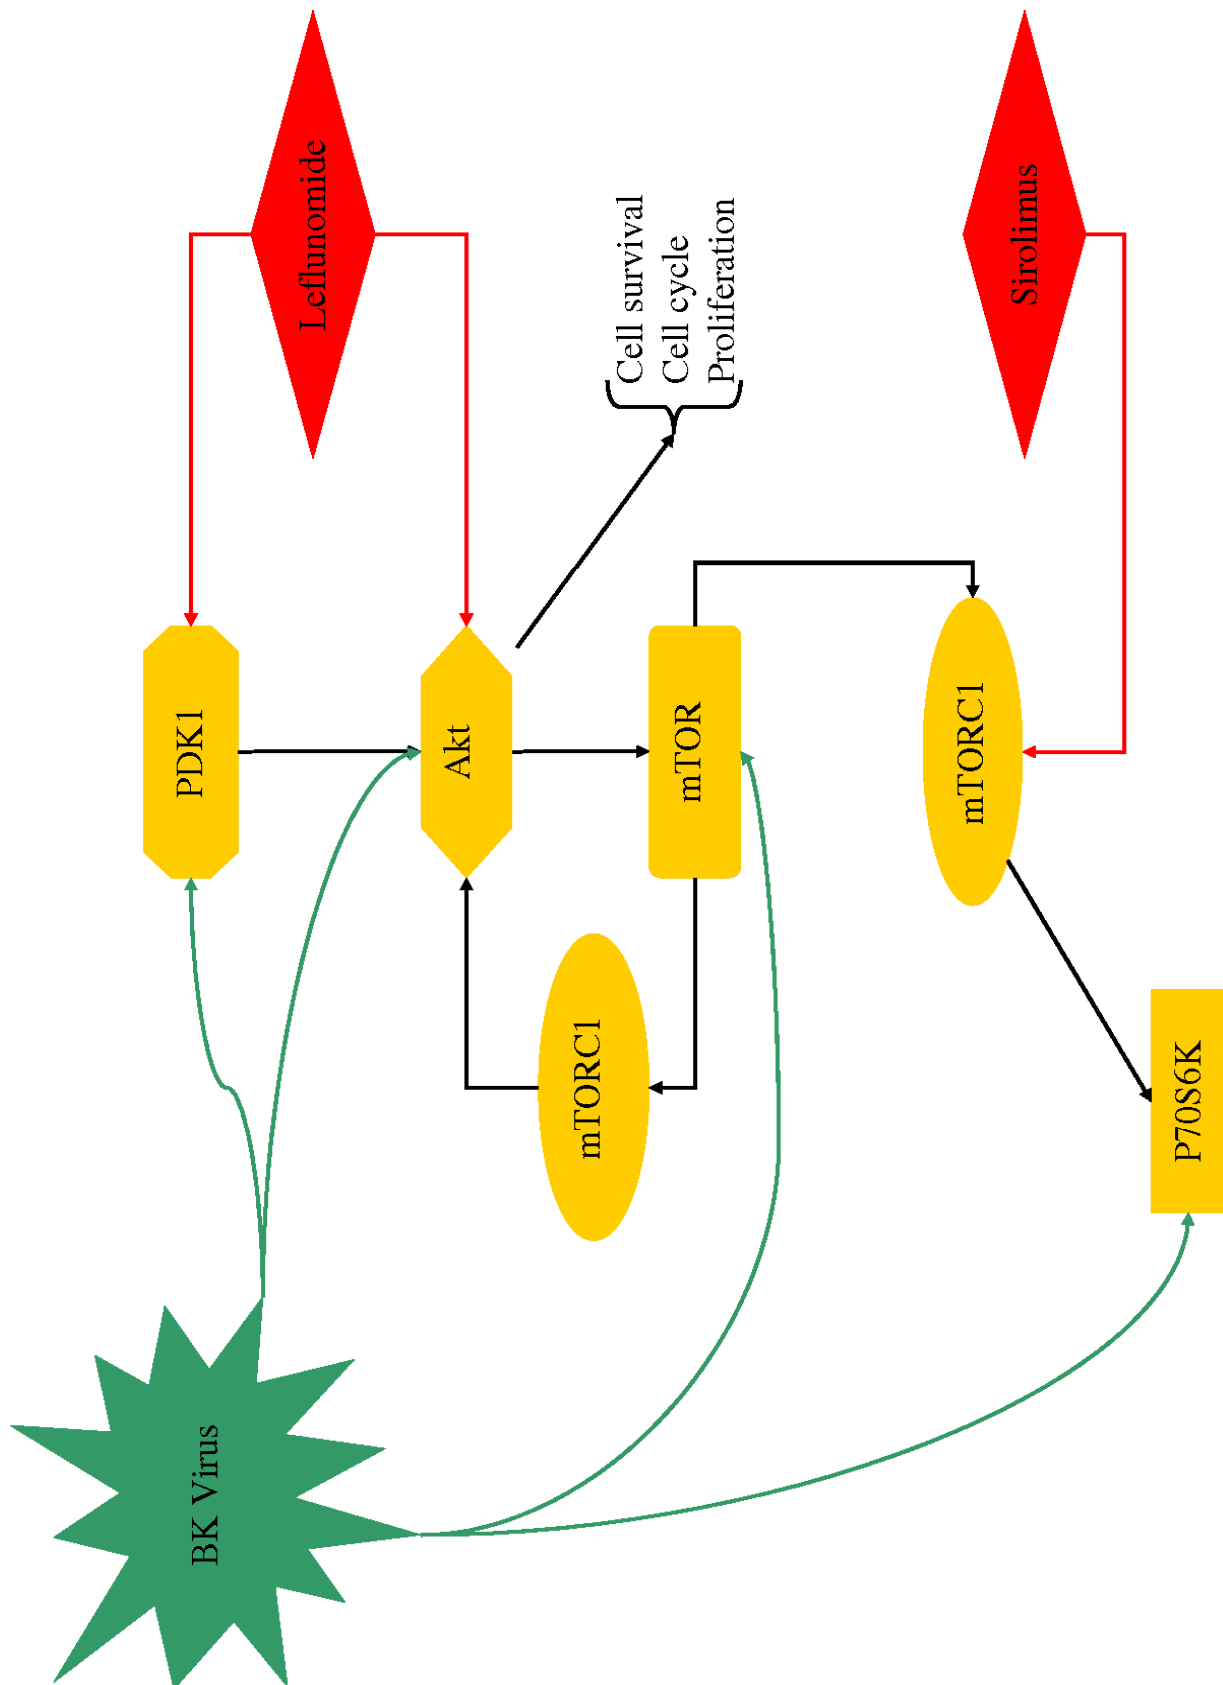 BK Virus
PDK1
Leflunomide
Akt
mTORC1
mTOR
Cell survival
Cell cycle
Proliferation
mTORC1
Sirolimus
P70S6K